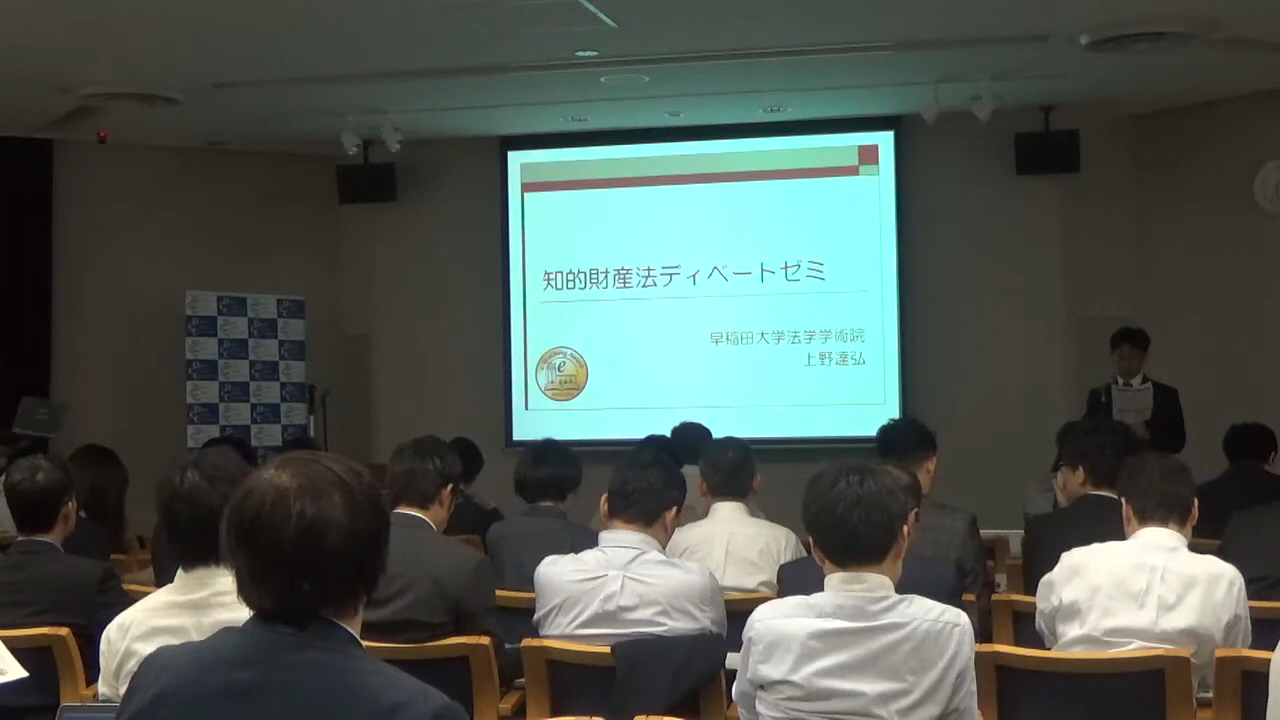 知的財産法ディベートゼミ
早稲田大学法学学術院
上野達弘
e